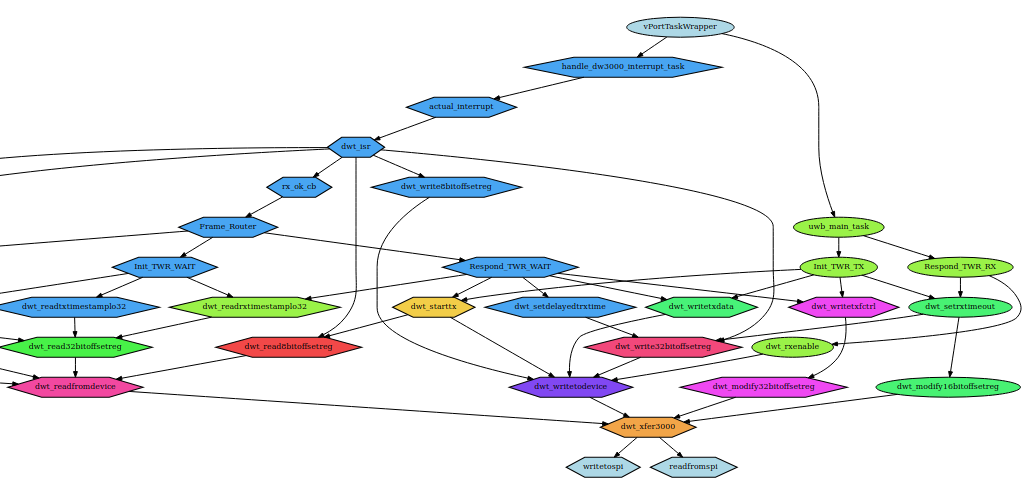 vPortTaskWrapper
handle_dw3000_interrupt_task
actual_interrupt
dwt_isr
rx_ok_cb
dwt_write8bitoffsetreg
Frame_Router
uwb_main_task
Init_TWR_WAIT
Respond_TWR_WAIT
Init_TWR_TX
Respond_TWR_RX
dwt_readtxtimestamplo32
dwt_readrxtimestamplo32
dwt_starttx
dwt_setdelayedtrxtime
dwt_writetxdata
dwt_writetxfctrl
dwt_setrxtimeout
dwt_read32bitoffsetreg
dwt_read8bitoffsetreg
dwt_write32bitoffsetreg
dwt_rxenable
dwt_readfromdevice
dwt_writetodevice
dwt_modify32bitoffsetreg
dwt_modify16bitoffsetreg
dwt_xfer3000
writetospi
readfromspi